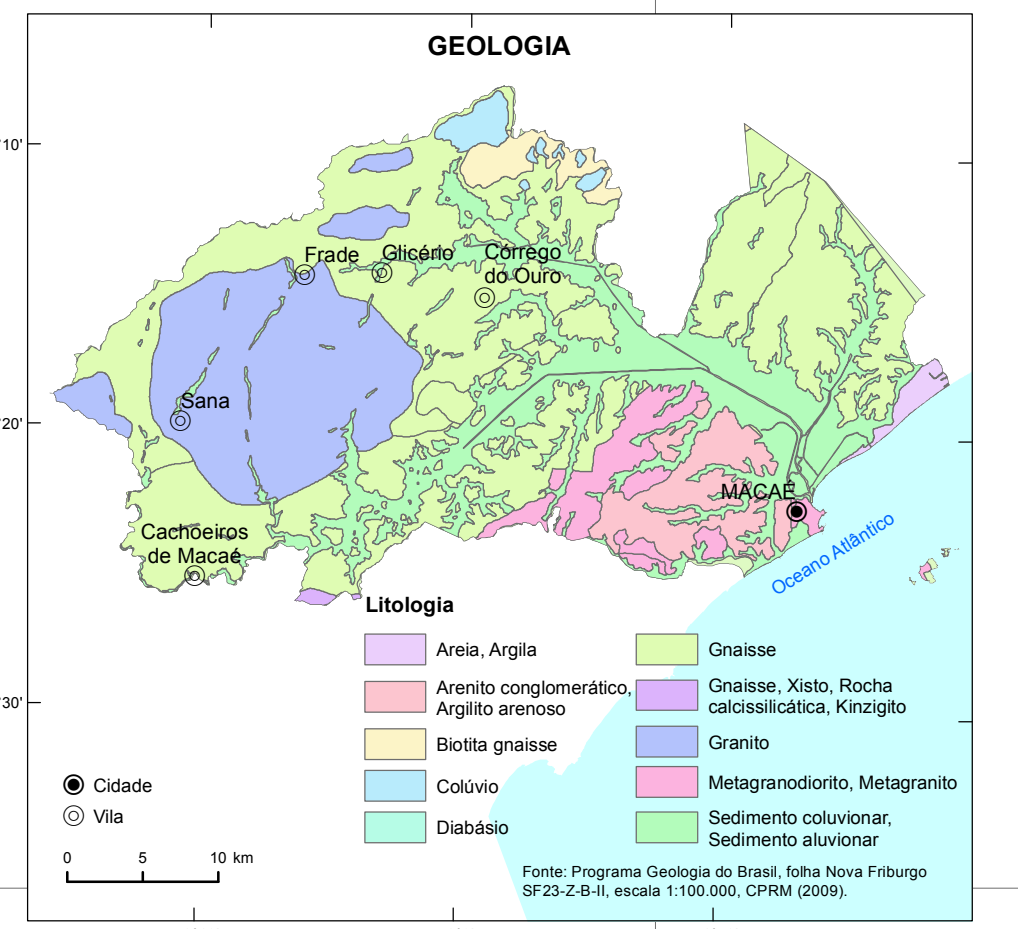 GEOLOGIA
10'
20'
30'
Frade
Glicério
Córrego
do Ouro
Sana
MACAÉ
Cachoeiros
de Macaé
Oceano Atlântico
Litologia
Areia, Argila
Arenito conglomerático,
Argilito arenoso
Biotita gnaisse
Colúvio
Diabásio
Gnaisse
Gnaisse, Xisto, Rocha
calcissilicática, Kinzigito
Granito
Metagranodiorito, Metagranito
Sedimento coluvionar,
Sedimento aluvionar
Cidade
Vila
0 5 10 km
Fonte: Programa Geologia do Brasil, folha Nova Friburgo
SF23-Z-B-II, escala 1:100.000, CPRM (2009).